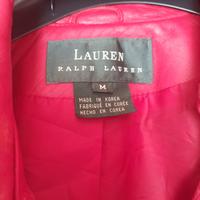 LAUREN
RALPH LAUREN
M
MADE IN KOREA
FABRIQUÉ EN CORÉE
HECHO EN COREA